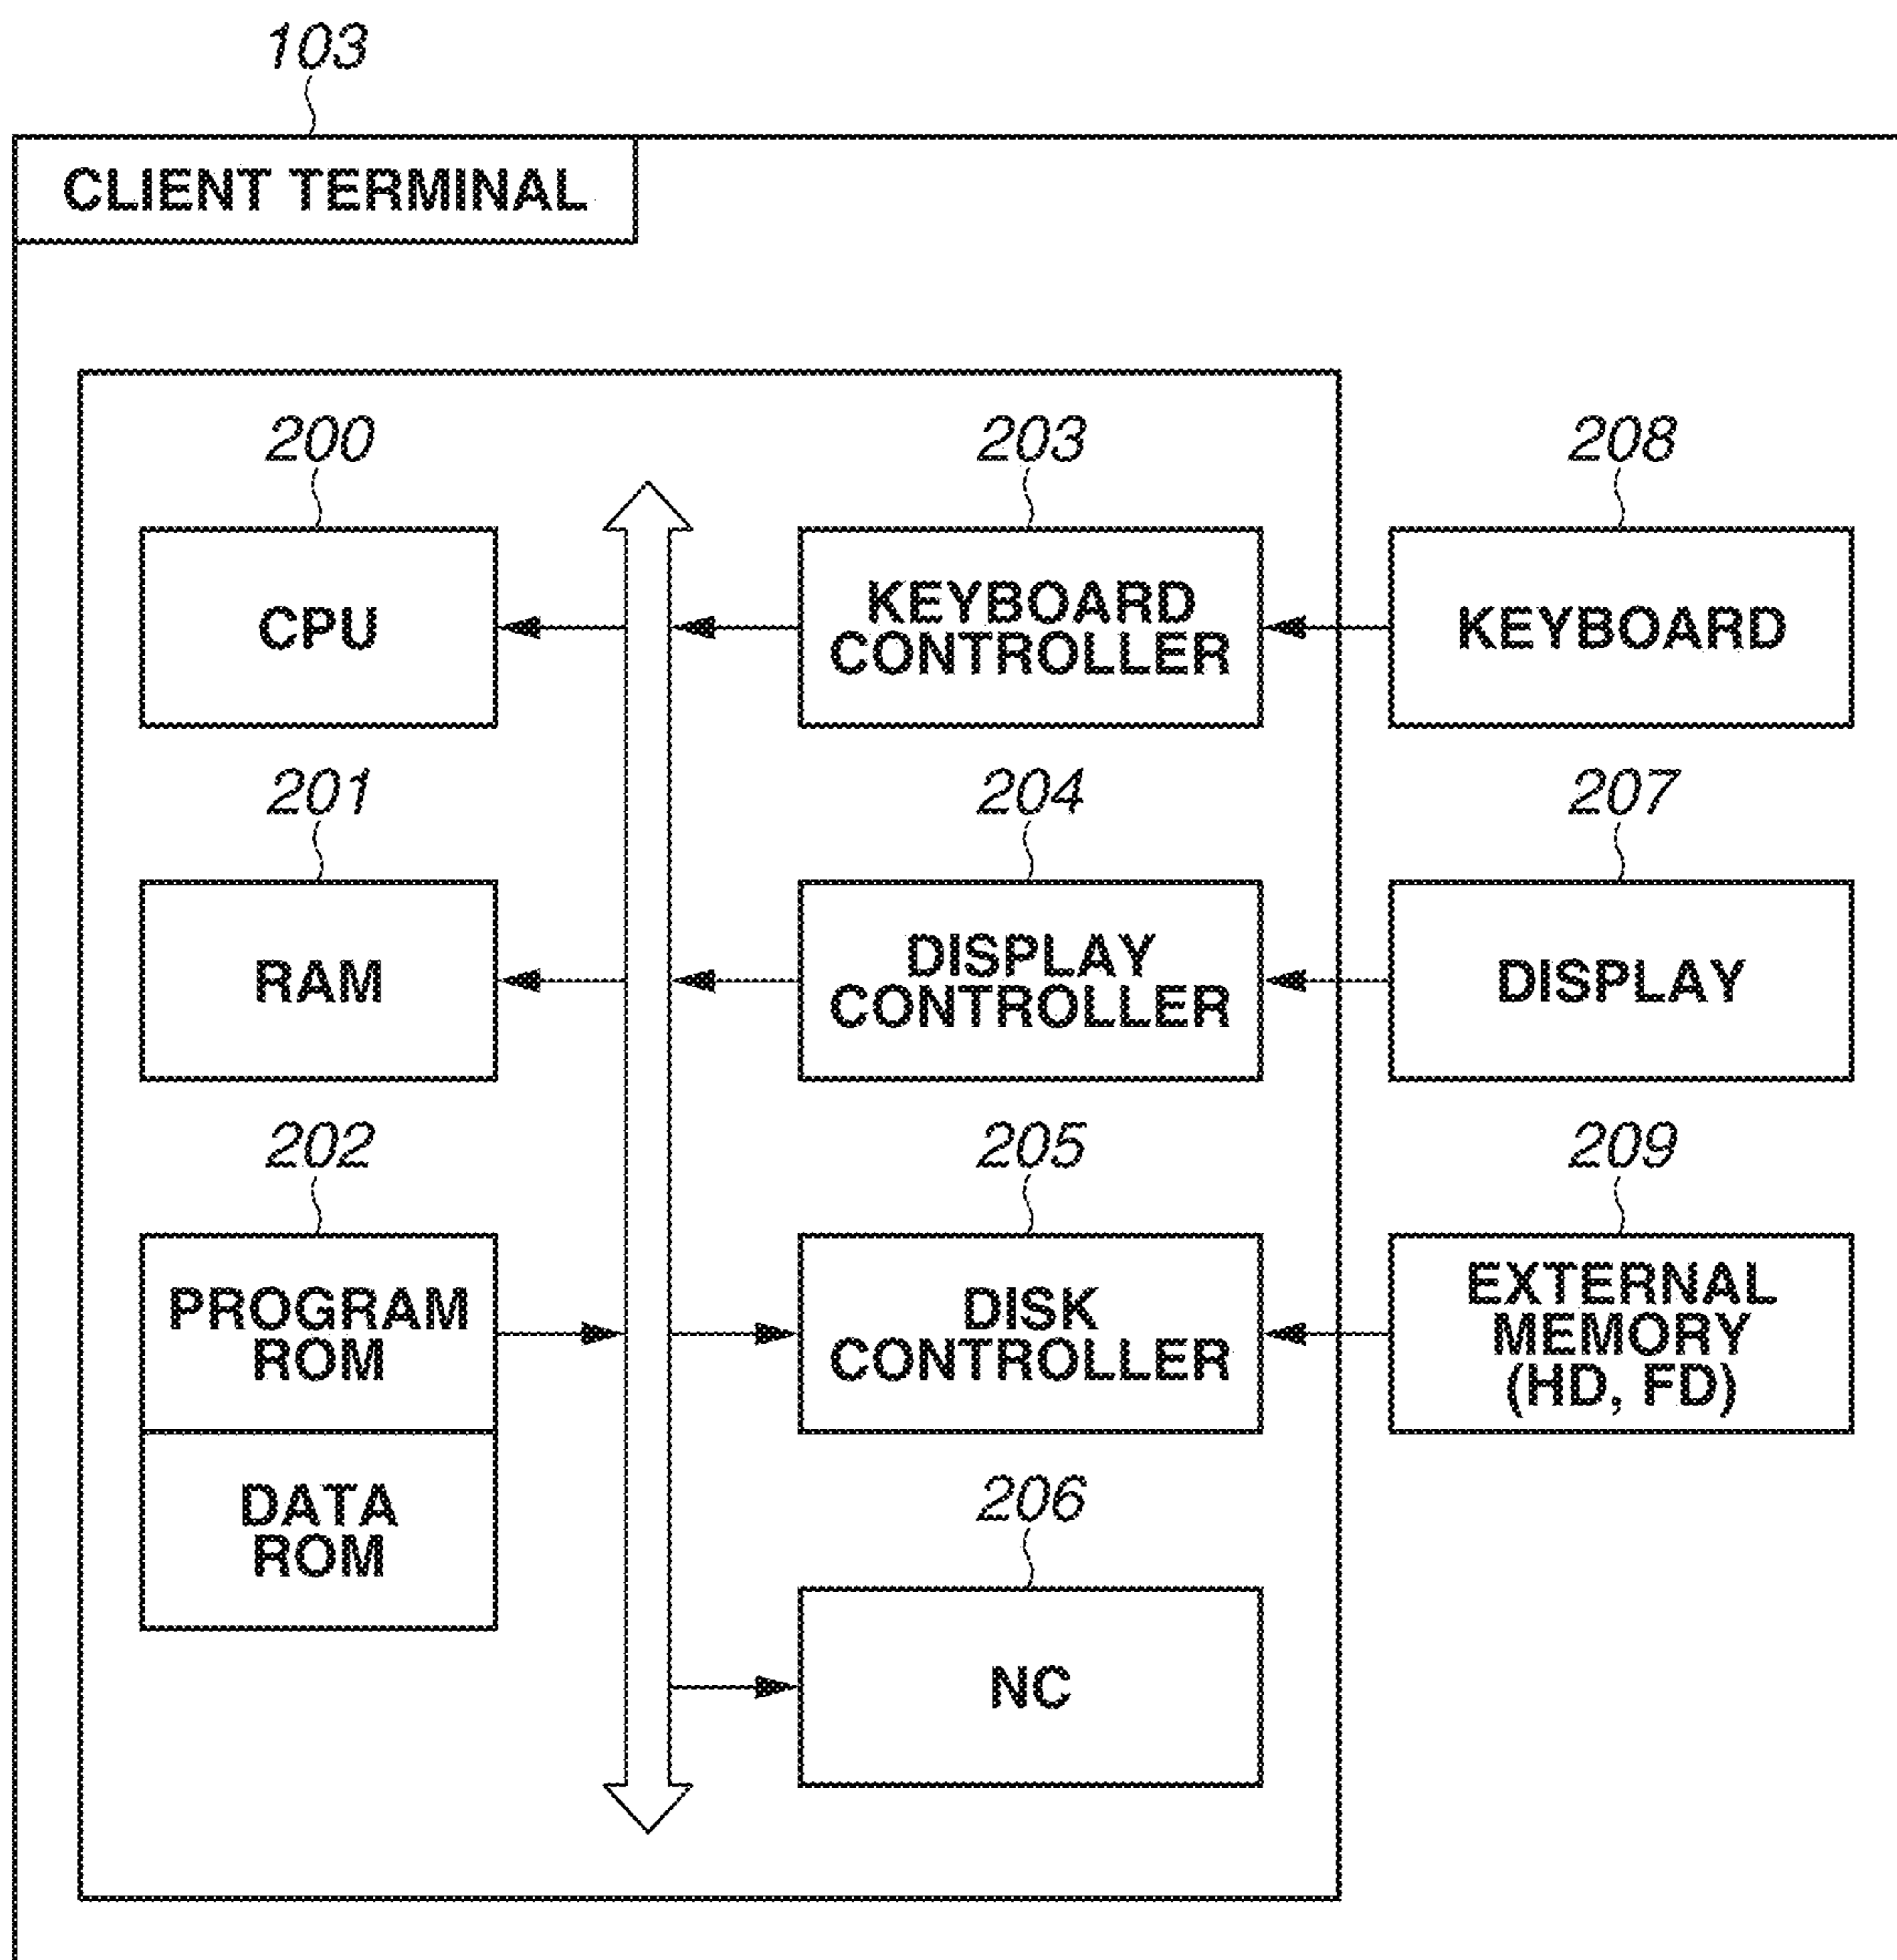 103
CLIENT TERMINAL
200
203
208
CPU
KEYBOARD
CONTROLLER
KEYBOARD
201
204
207
RAM
DISPLAY
CONTROLLER
DISPLAY
202
205
209
PROGRAM
ROM
DISK
CONTROLLER
EXTERNAL
MEMORY
(HD, FD)
DATA
ROM
206
NC